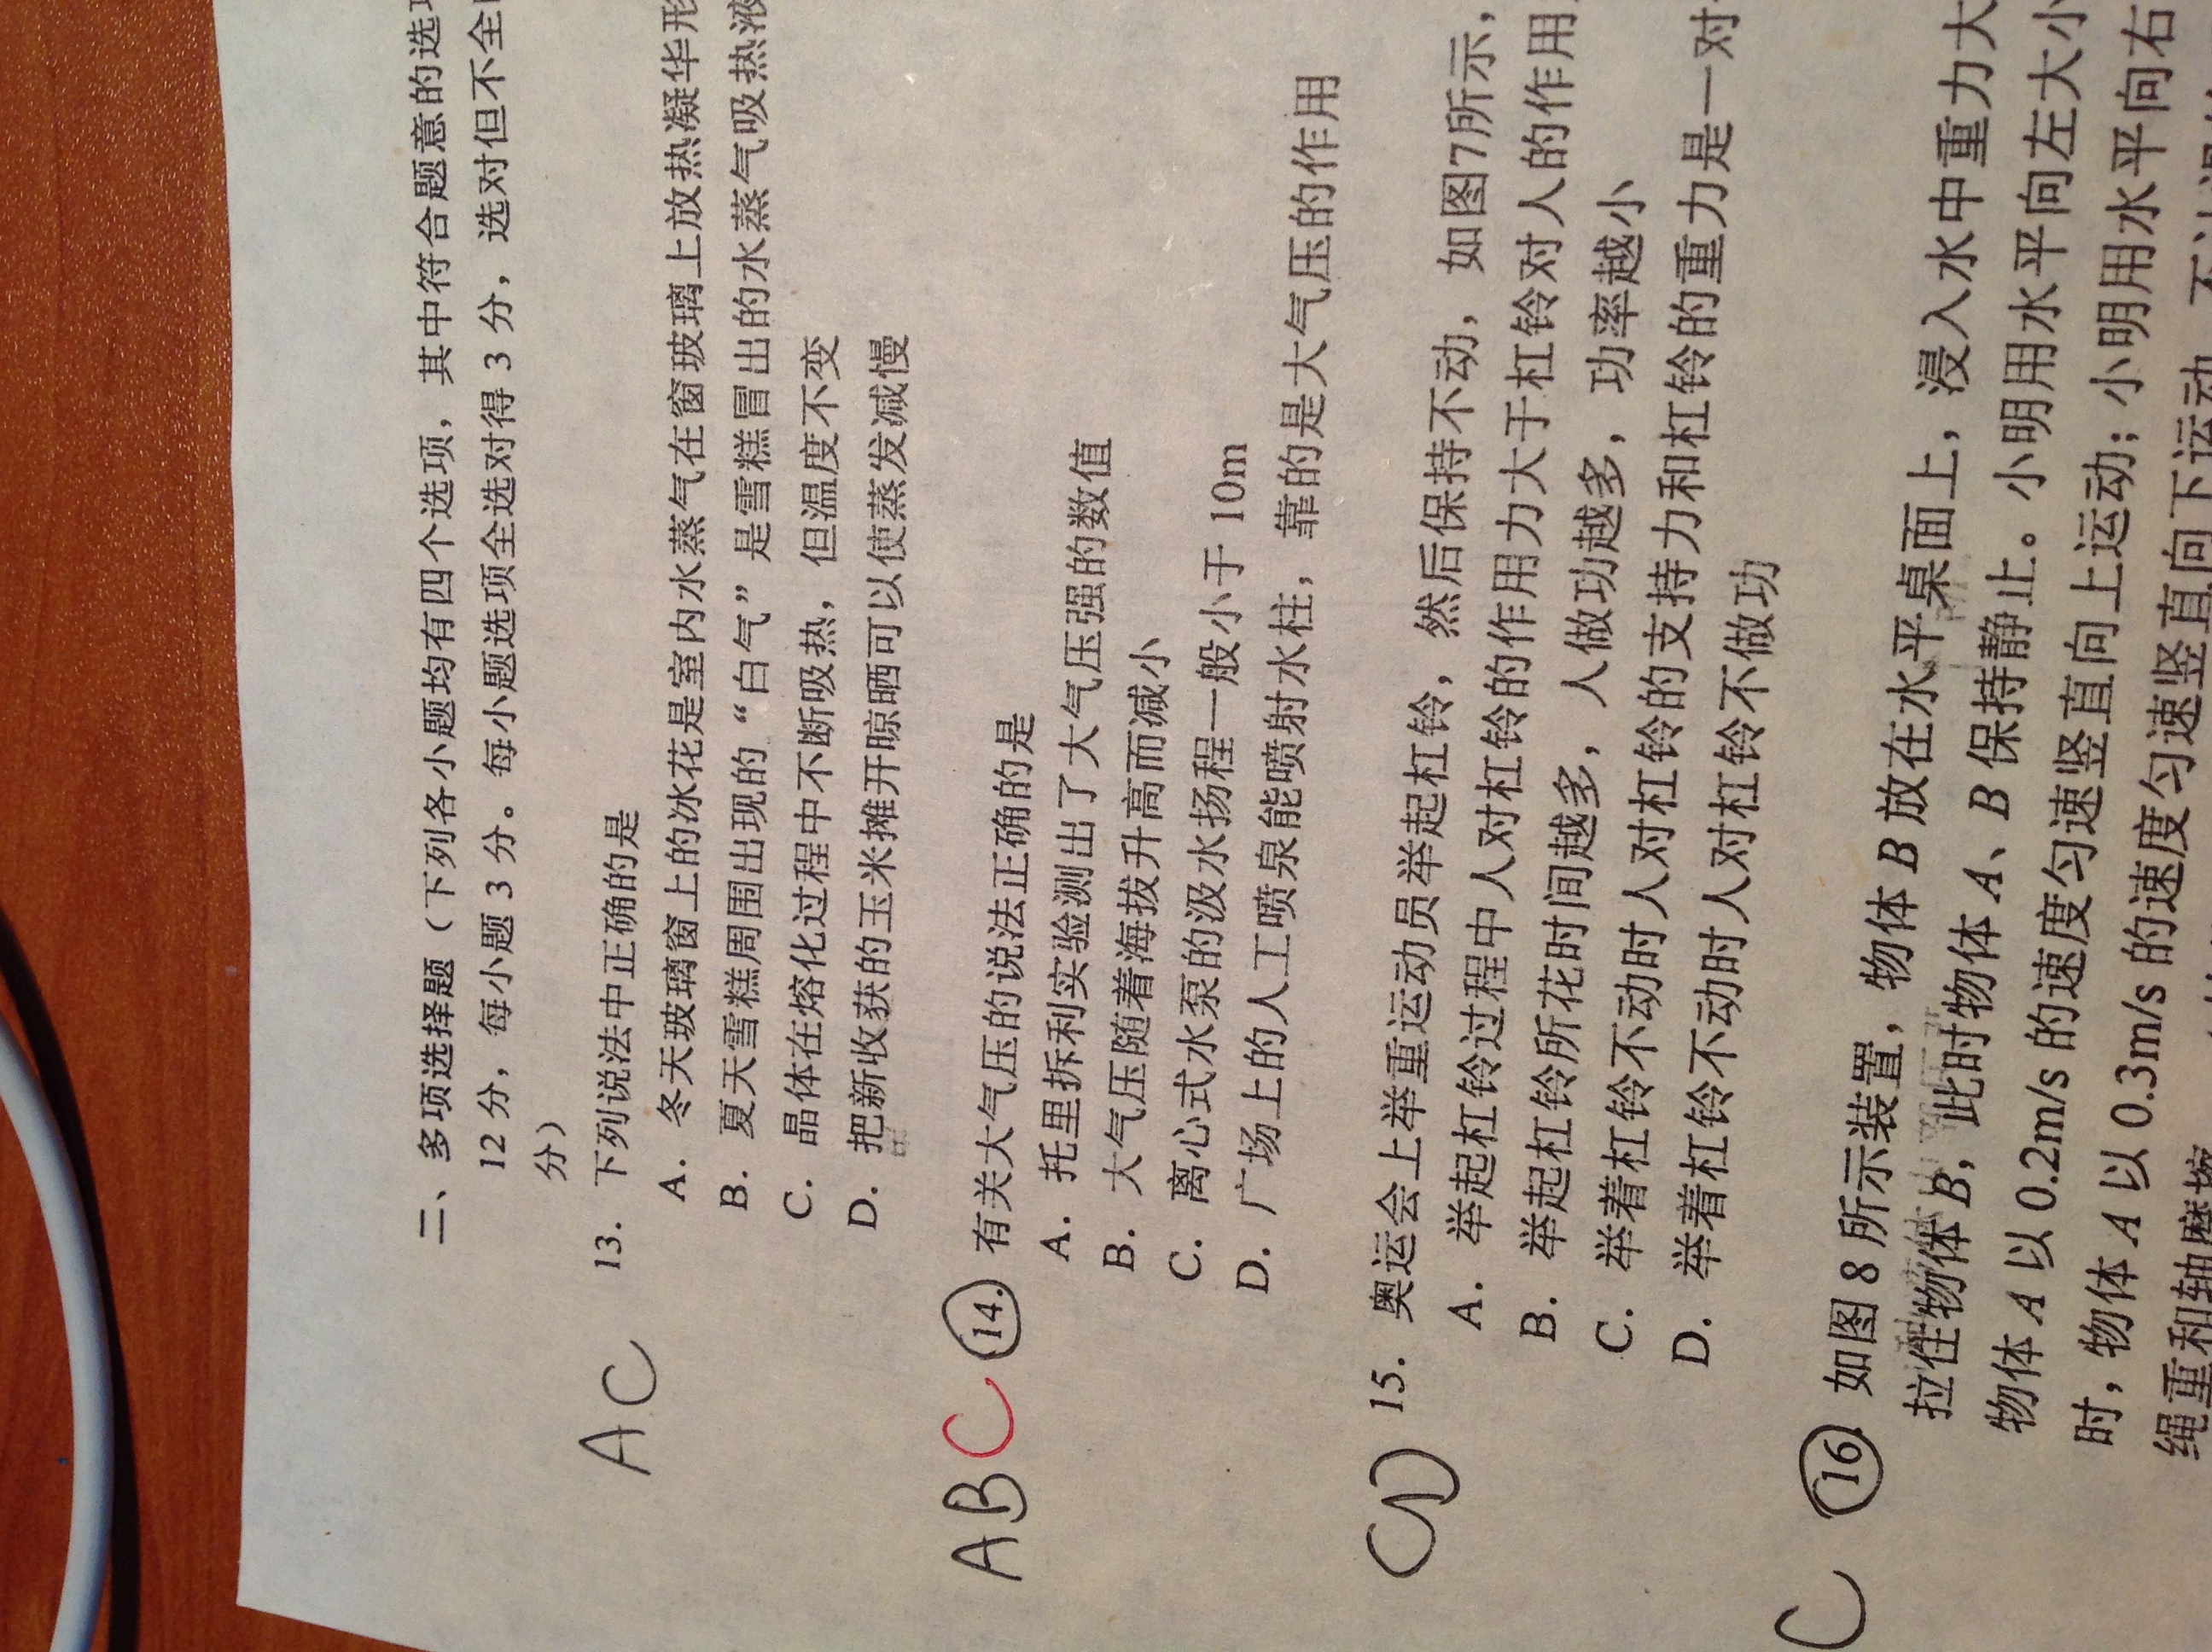 二、多项选择题（下列各小题均有四个选项，其中符合题意的选项
12 分，每小题 3 分。每小题选项全选对得 3 分，选对但不全
分）
AC 13. 下列说法中正确的是
A. 冬天玻璃窗上的冰花是室内水蒸气在窗玻璃上放热凝华形
B. 夏天雪糕周围出现的“白气”是雪糕冒出的水蒸气吸热液
C. 晶体在熔化过程中不断吸热，但温度不变
D. 把新收获的玉米摊开晾晒可以使蒸发减慢
ABC 14. 有关大气压的说法正确的是
A. 托里拆利实验测出了大气压强的数值
B. 大气压随着海拔升高而减小
C. 离心式水泵的汲水扬程一般小于 10m
D. 广场上的人工喷泉能喷射水柱，靠的是大气压的作用
CD 15. 奥运会上举重运动员举起杠铃，然后保持不动，如图7所示，
A. 举起杠铃过程中人对杠铃的作用力大于杠铃对人的作用
B. 举起杠铃所花时间越多，人做功越多，功率越小
C. 举着杠铃不动时人对杠铃的支持力和杠铃的重力是一对
D. 举着杠铃不动时人对杠铃不做功
C 16. 如图 8 所示装置，物体 B 放在水平桌面上，浸入水中重力大
拉住物体 B，此时物体 A、B 保持静止。小明用水平向左大小
物体 A 以 0.2m/s 的速度匀速竖直向上运动；小明用水平向右
时，物体 A 以 0.3m/s 的速度匀速竖直向下运动。不计
绳重和轴摩擦